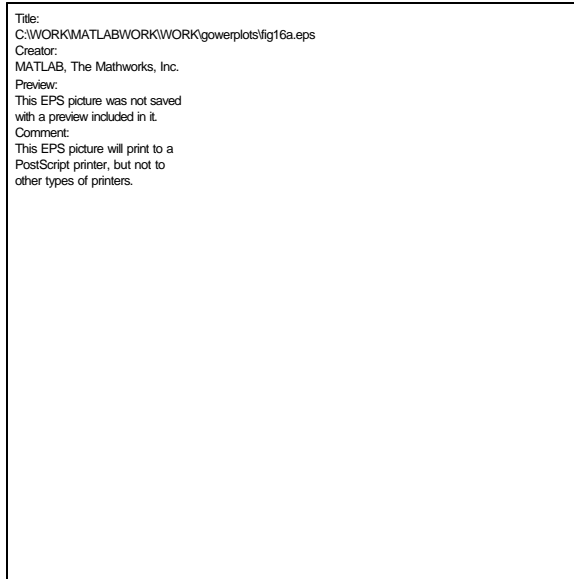 Title:
C:\WORK\MATLABWORK\WORK\gowerplots\fig16a.eps
Creator:
MATLAB, The Mathworks, Inc.
Preview:
This EPS picture was not saved
with a preview included in it.
Comment:
This EPS picture will print to a
PostScript printer, but not to
other types of printers.